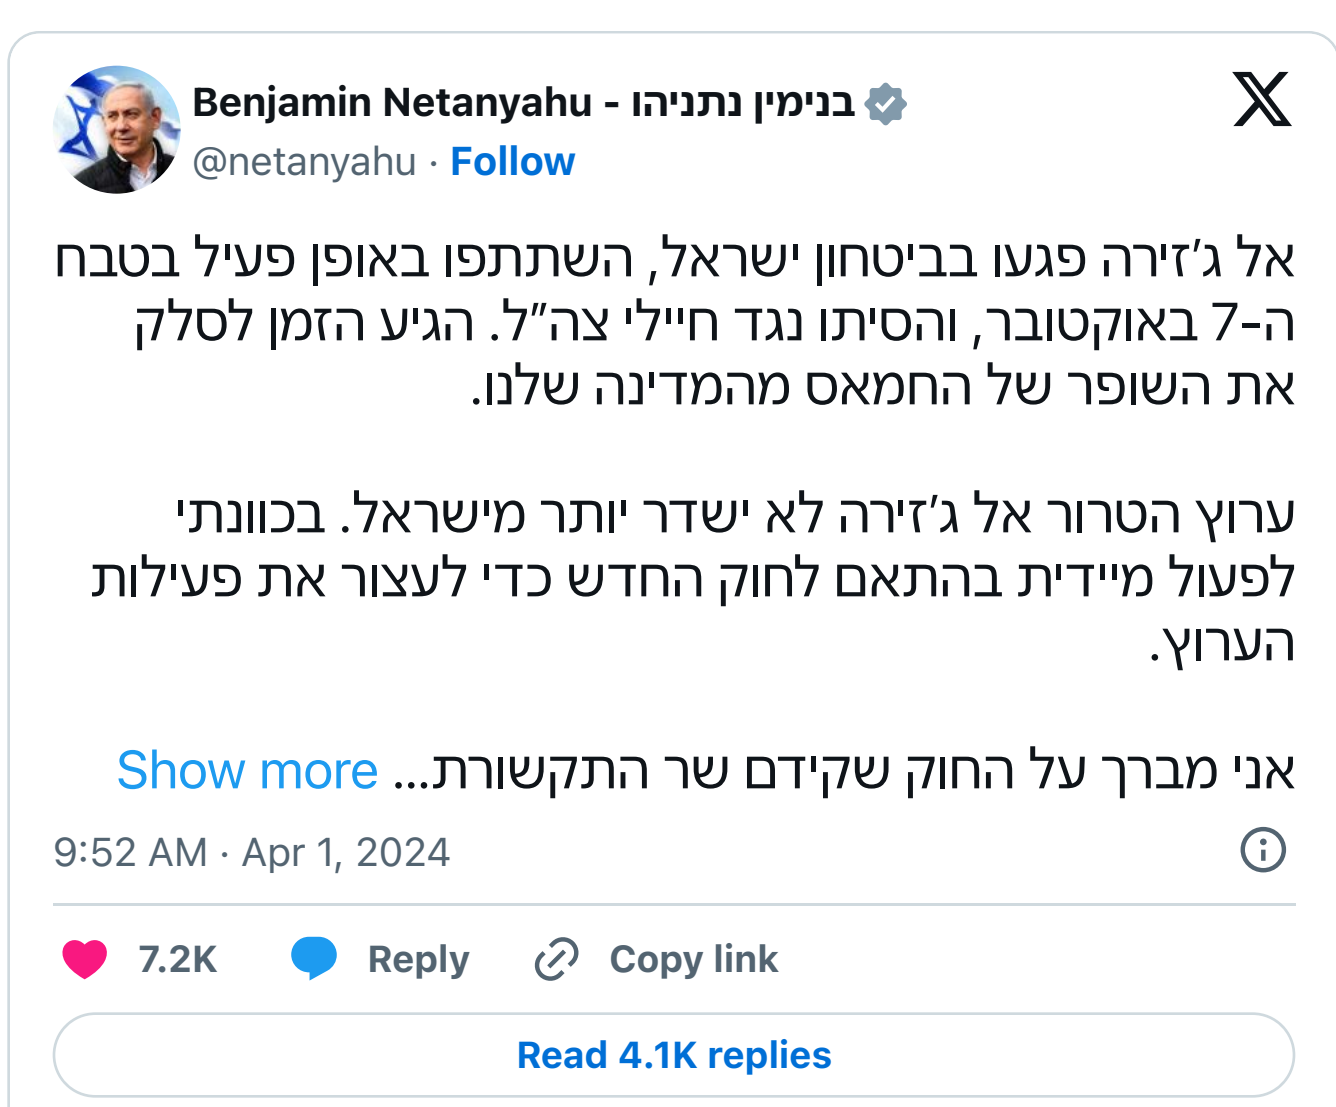 Benjamin Netanyahu - בנימין נתניהו
@netanyahu · Follow
אל ג׳זירה פגעו בביטחון ישראל, השתתפו באופן פעיל בטבח
ה-7 באוקטובר, והסיתו נגד חיילי צה״ל. הגיע הזמן לסלק
את השופר של החמאס מהמדינה שלנו.
ערוץ הטרור אל ג׳זירה לא ישדר יותר מישראל. בכוונתי
לפעול מיידית בהתאם לחוק החדש כדי לעצור את פעילות
הערוץ.
אני מברך על החוק שקידם שר התקשורת... Show more
9:52 AM · Apr 1, 2024
7.2K Reply Copy link
Read 4.1K replies